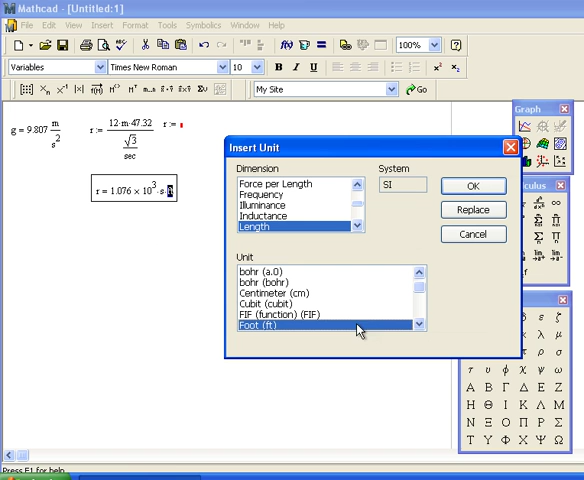 Mathcad - [Untitled:1]
File Edit View Insert Format Tools Symbolics Window Help
100%
Variables Times New Roman 10 B I U
My Site Go
g = 9.807 m/s²
r := 12·m·47.32 / √3/sec
r :=
r = 1.076 × 10³ ·s·ft
Graph
Calculus
Insert Unit
Dimension
System
Force per Length
Frequency
Illuminance
Inductance
Length
SI
OK
Replace
Cancel
Unit
bohr (a.0)
bohr (bohr)
Centimeter (cm)
Cubit (cubit)
FIF (function) (FIF)
Foot (ft)
τ υ φ χ ψ ω
Α Β Γ Δ Ε Ζ
Η Θ Ι Κ Λ Μ
Ν Ξ Ο Π Ρ Σ
Τ Υ Φ Χ Ψ Ω
Press F1 for help.